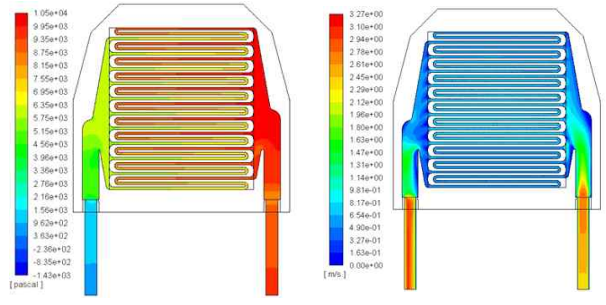 1.05e+04
9.95e+03
9.35e+03
8.75e+03
8.15e+03
7.55e+03
6.95e+03
6.35e+03
5.75e+03
5.15e+03
4.56e+03
3.96e+03
3.36e+03
2.76e+03
2.16e+03
1.56e+03
9.62e+02
3.63e+02
-2.36e+02
-8.35e+02
-1.43e+03
[ pascal ]
3.27e+00
3.10e+00
2.94e+00
2.78e+00
2.61e+00
2.45e+00
2.29e+00
2.12e+00
1.96e+00
1.80e+00
1.63e+00
1.47e+00
1.31e+00
1.14e+00
9.81e-01
8.17e-01
6.54e-01
4.90e-01
3.27e-01
1.63e-01
0.00e+00
[ m/s ]